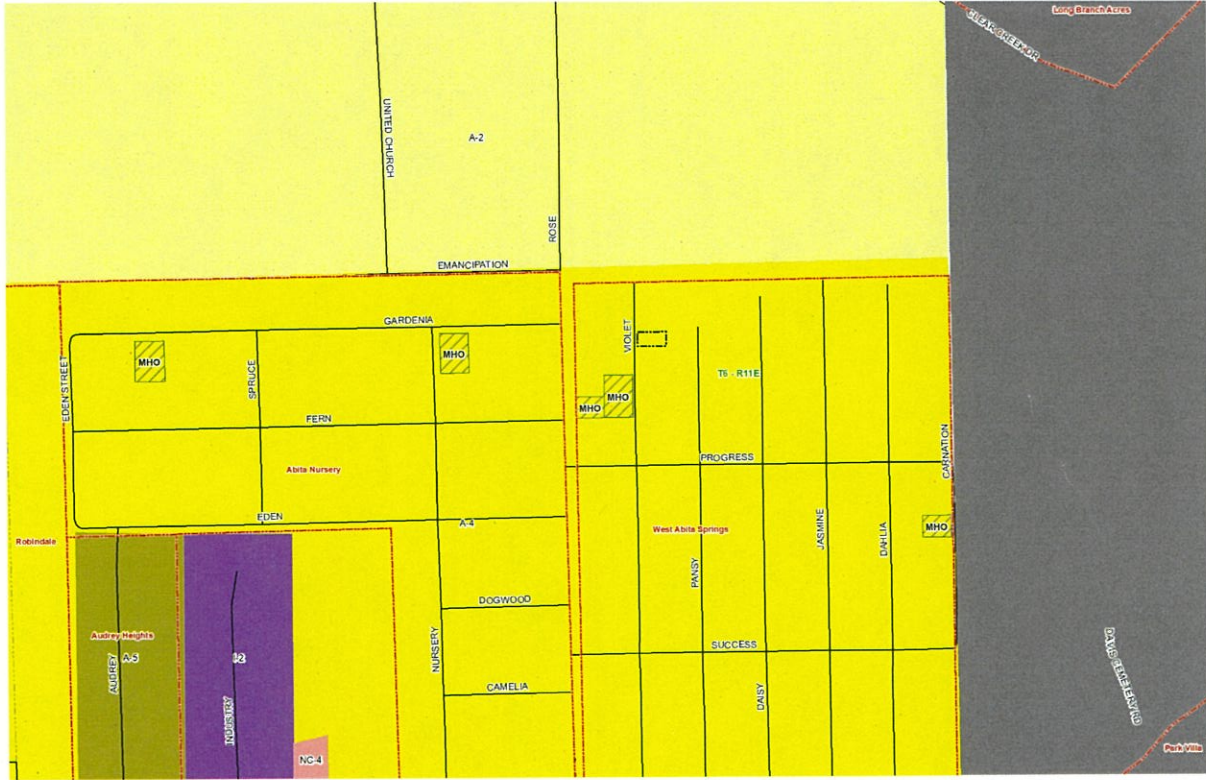 Long Branch Acres
CLEAR CREEK DR
UNITED CHURCH
A-2
ROSE
EMANCIPATION
GARDENIA
VIOLET
MHO
MHO
EDEN STREET
SPRUCE
T6 - R11E
MHO
MHO
FERN
CARNATION
PROGRESS
Abita Nursery
EDEN
A-4
West Abita Springs
JASMINE
DAHLIA
MHO
Robindale
PANSY
DOGWOOD
Audrey Heights
A-5
I-2
AUDREY
NURSERY
SUCCESS
DAVIS CEMETERY RD
CAMELIA
DAISY
INDUSTRY
NC-4
Park Villa